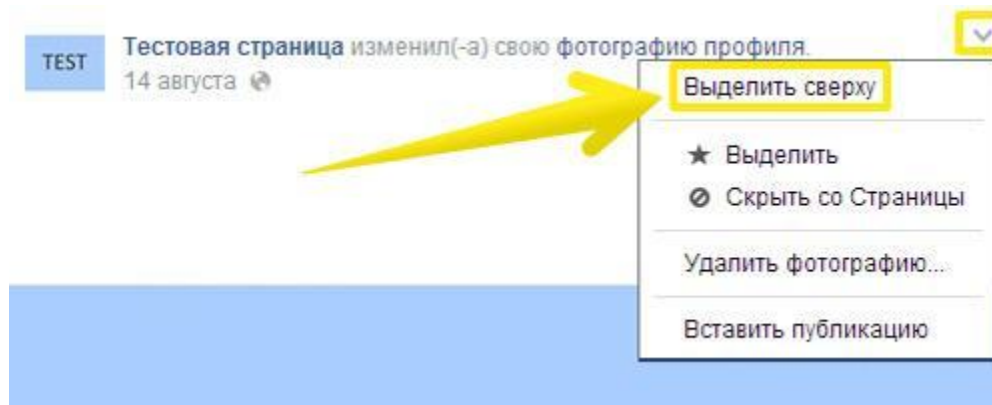 TEST
Тестовая страница изменил(-а) свою фотографию профиля.
14 августа
Выделить сверху
Выделить
Скрыть со Страницы
Удалить фотографию...
Вставить публикацию